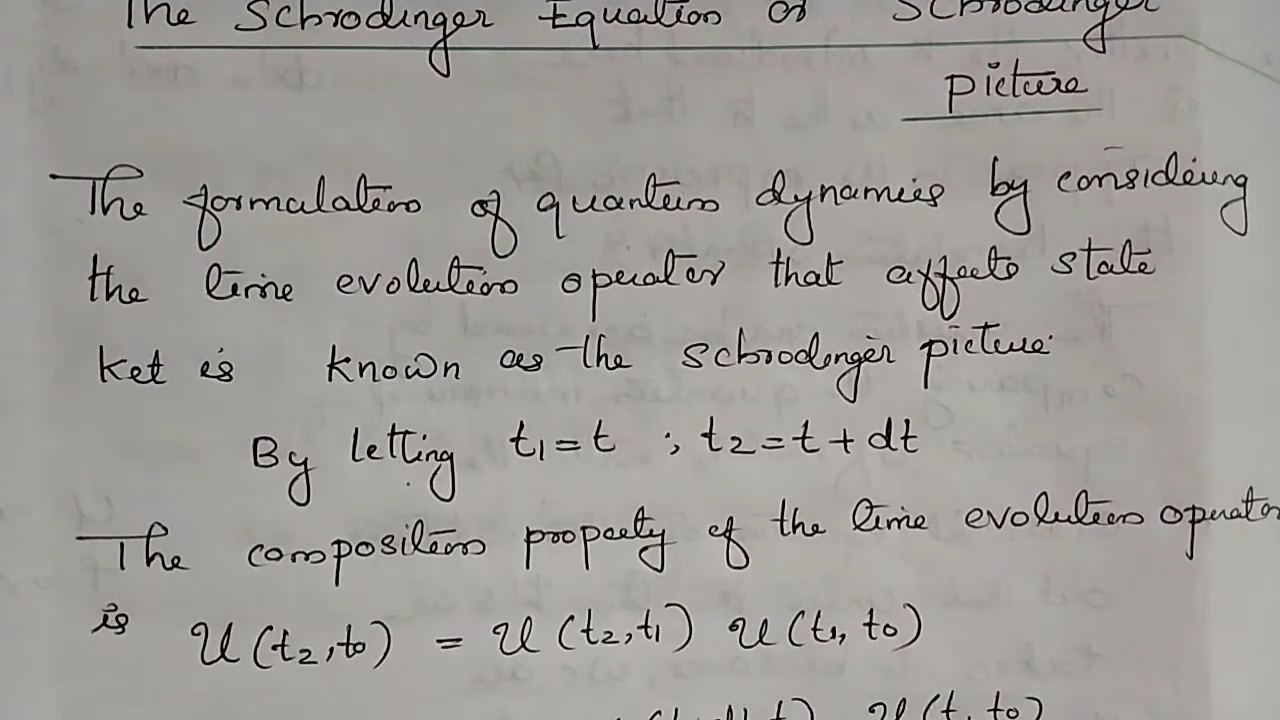 The Schrodinger Equation or Schrodinger
picture
The formulation of quantum dynamics by considering
the time evolution operator that affects state
ket is known as the Schrodinger picture.
By letting t₁ = t ; t₂ = t + dt
The composition property of the time evolution operator
is U(t₂, t₀) = U(t₂, t₁) U(t₁, t₀)
U(t, t₀)